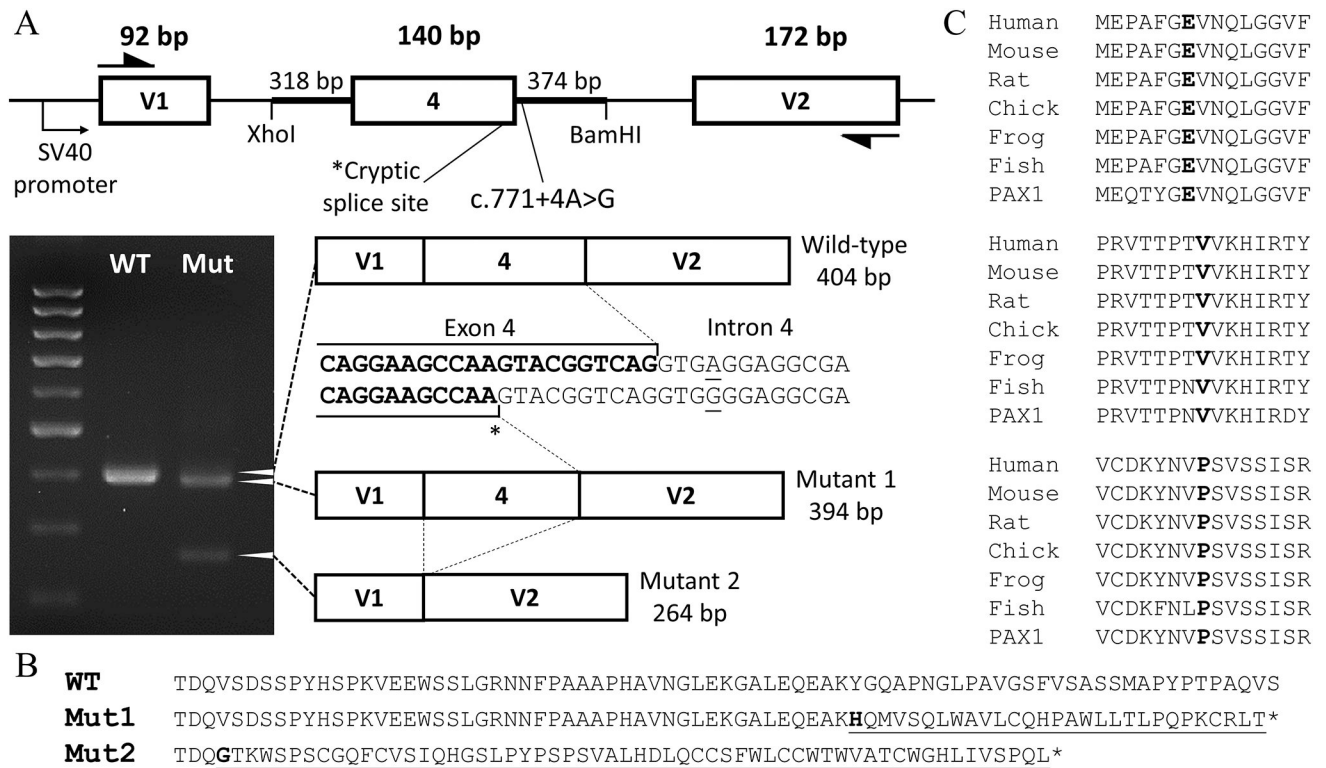 A
92 bp
140 bp
172 bp
318 bp
374 bp
V1
4
V2
XhoI
BamHI
SV40
promoter
*Cryptic
splice site
c.771+4A>G
WT Mut
V1 4 V2
Wild-type
404 bp
Exon 4 Intron 4
CAGGAAGCCAAGTACGGTCAGGTGAGGAGGCGA
CAGGAAGCCAAGTACGGTCAGGTGGGGAGGCGA
*
V1 4 V2
Mutant 1
394 bp
V1 V2
Mutant 2
264 bp
B
WT TDQVSDSSPYHSPKVEEWSSLGRNNFPAAAPHAVNGLEKGALEQEAKYGQAPNGLPAVGSFVSASSMAPYPTPAQVS
Mut1 TDQVSDSSPYHSPKVEEWSSLGRNNFPAAAPHAVNGLEKGALEQEAKHQMVSQLWAVLCQHPAWLLTLPQPKCRLT*
Mut2 TDQGTKWSPSCGQFCVSIQHGSLPYPSPSVALHDLQCCSFWLCCWTWVATCWGHLIVSPQL*
C
Human MEPAFGEVNQLGGVF
Mouse MEPAFGEVNQLGGVF
Rat MEPAFGEVNQLGGVF
Chick MEPAFGEVNQLGGVF
Frog MEPAFGEVNQLGGVF
Fish MEPAFGEVNQLGGVF
PAX1 MEQTYGEVNQLGGVF
Human PRVTTPTVVKHIRTY
Mouse PRVTTPTVVKHIRTY
Rat PRVTTPTVVKHIRTY
Chick PRVTTPTVVKHIRTY
Frog PRVTTPTVVKHIRTY
Fish PRVTTPNVVKHIRTY
PAX1 PRVTTPNVVKHIRDY
Human VCDKYNVPSVSSISR
Mouse VCDKYNVPSVSSISR
Rat VCDKYNVPSVSSISR
Chick VCDKYNVPSVSSISR
Frog VCDKYNVPSVSSISR
Fish VCDKFNLPSVSSISR
PAX1 VCDKYNVPSVSSISR